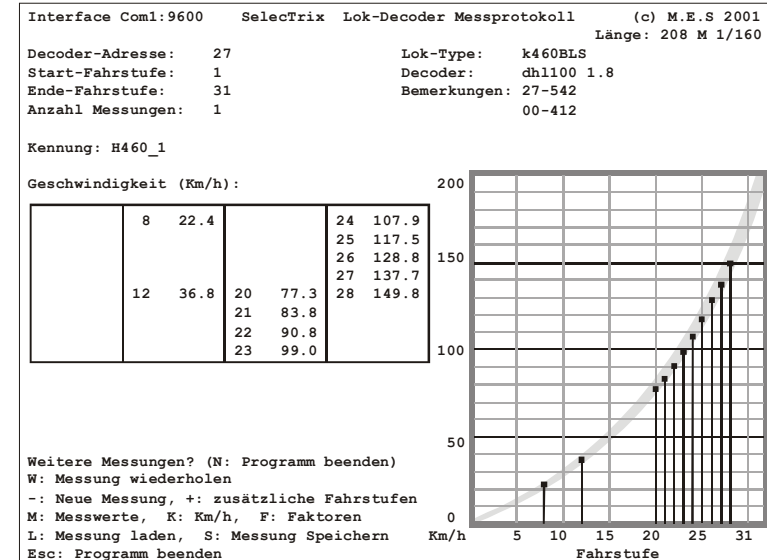 Interface Com1:9600 SelecTrix Lok-Decoder Messprotokoll (c) M.E.S 2001
Länge: 208 M 1/160
Decoder-Adresse: 27 Lok-Type: k460BLS
Start-Fahrstufe: 1 Decoder: dhl100 1.8
Ende-Fahrstufe: 31 Bemerkungen: 27-542
Anzahl Messungen: 1 00-412
Kennung: H460_1
Geschwindigkeit (Km/h):
8 22.4 24 107.9
25 117.5
26 128.8
27 137.7
12 36.8 20 77.3 28 149.8
21 83.8
22 90.8
23 99.0
200
150
100
50
0
Km/h 5 10 15 20 25 31
Fahrstufe
Weitere Messungen? (N: Programm beenden)
W: Messung wiederholen
-: Neue Messung, +: zusätzliche Fahrstufen
M: Messwerte, K: Km/h, F: Faktoren
L: Messung laden, S: Messung Speichern
Esc: Programm beenden